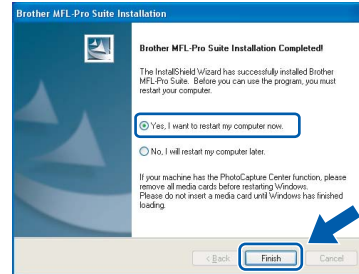 Brother MFL-Pro Suite Installation
Brother MFL-Pro Suite Installation Completed!
The InstallShield Wizard has successfully installed Brother
MFL-Pro Suite. Before you can use the program, you must
restart your computer.
Yes, I want to restart my computer now.
No, I will restart my computer later.
If your machine has the PhotoCapture Center function, please
remove all media cards before restarting Windows.
Please do not insert a media card until Windows has finished
loading.
< Back
Finish
Cancel